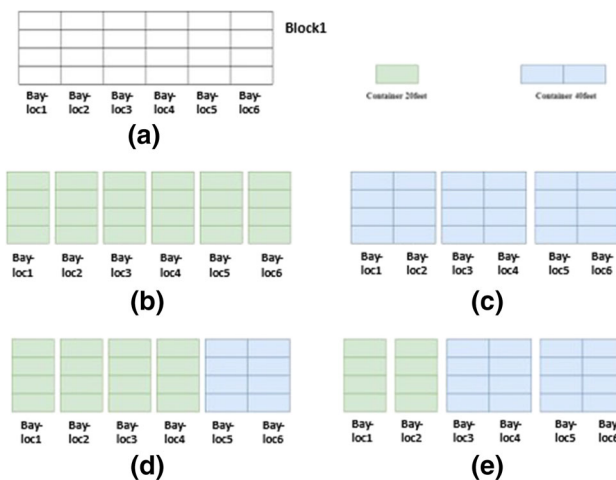 Block1
Bay- Bay- Bay- Bay- Bay- Bay-
loc1 loc2 loc3 loc4 loc5 loc6
(a)
Container 20feet
Container 40feet
Bay- Bay- Bay- Bay- Bay- Bay-
loc1 loc2 loc3 loc4 loc5 loc6
(b)
Bay- Bay- Bay- Bay- Bay- Bay-
loc1 loc2 loc3 loc4 loc5 loc6
(c)
Bay- Bay- Bay- Bay- Bay- Bay-
loc1 loc2 loc3 loc4 loc5 loc6
(d)
Bay- Bay- Bay- Bay- Bay- Bay-
loc1 loc2 loc3 loc4 loc5 loc6
(e)